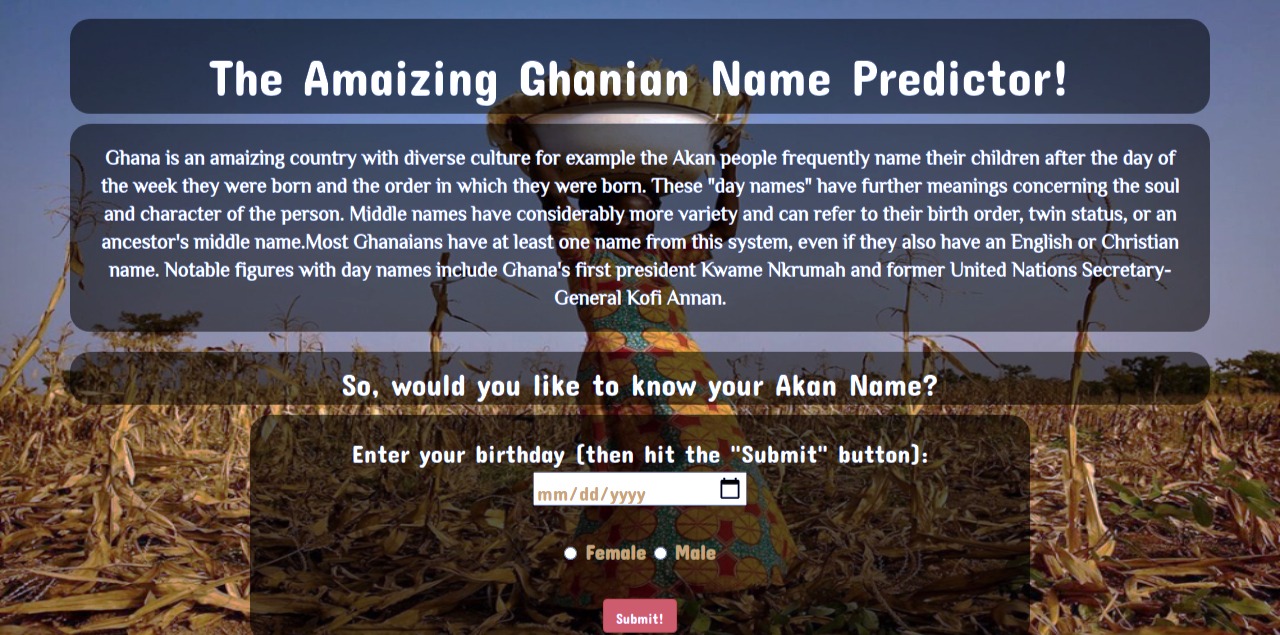 The Amaizing Ghanian Name Predictor!
Ghana is an amaizing country with diverse culture for example the Akan people frequently name their children after the day of
the week they were born and the order in which they were born. These "day names" have further meanings concerning the soul
and character of the person. Middle names have considerably more variety and can refer to their birth order, twin status, or an
ancestor's middle name.Most Ghanaians have at least one name from this system, even if they also have an English or Christian
name. Notable figures with day names include Ghana's first president Kwame Nkrumah and former United Nations Secretary-
General Kofi Annan.
So, would you like to know your Akan Name?
Enter your birthday (then hit the "Submit" button):
mm/dd/yyyy
Female Male
Submit!